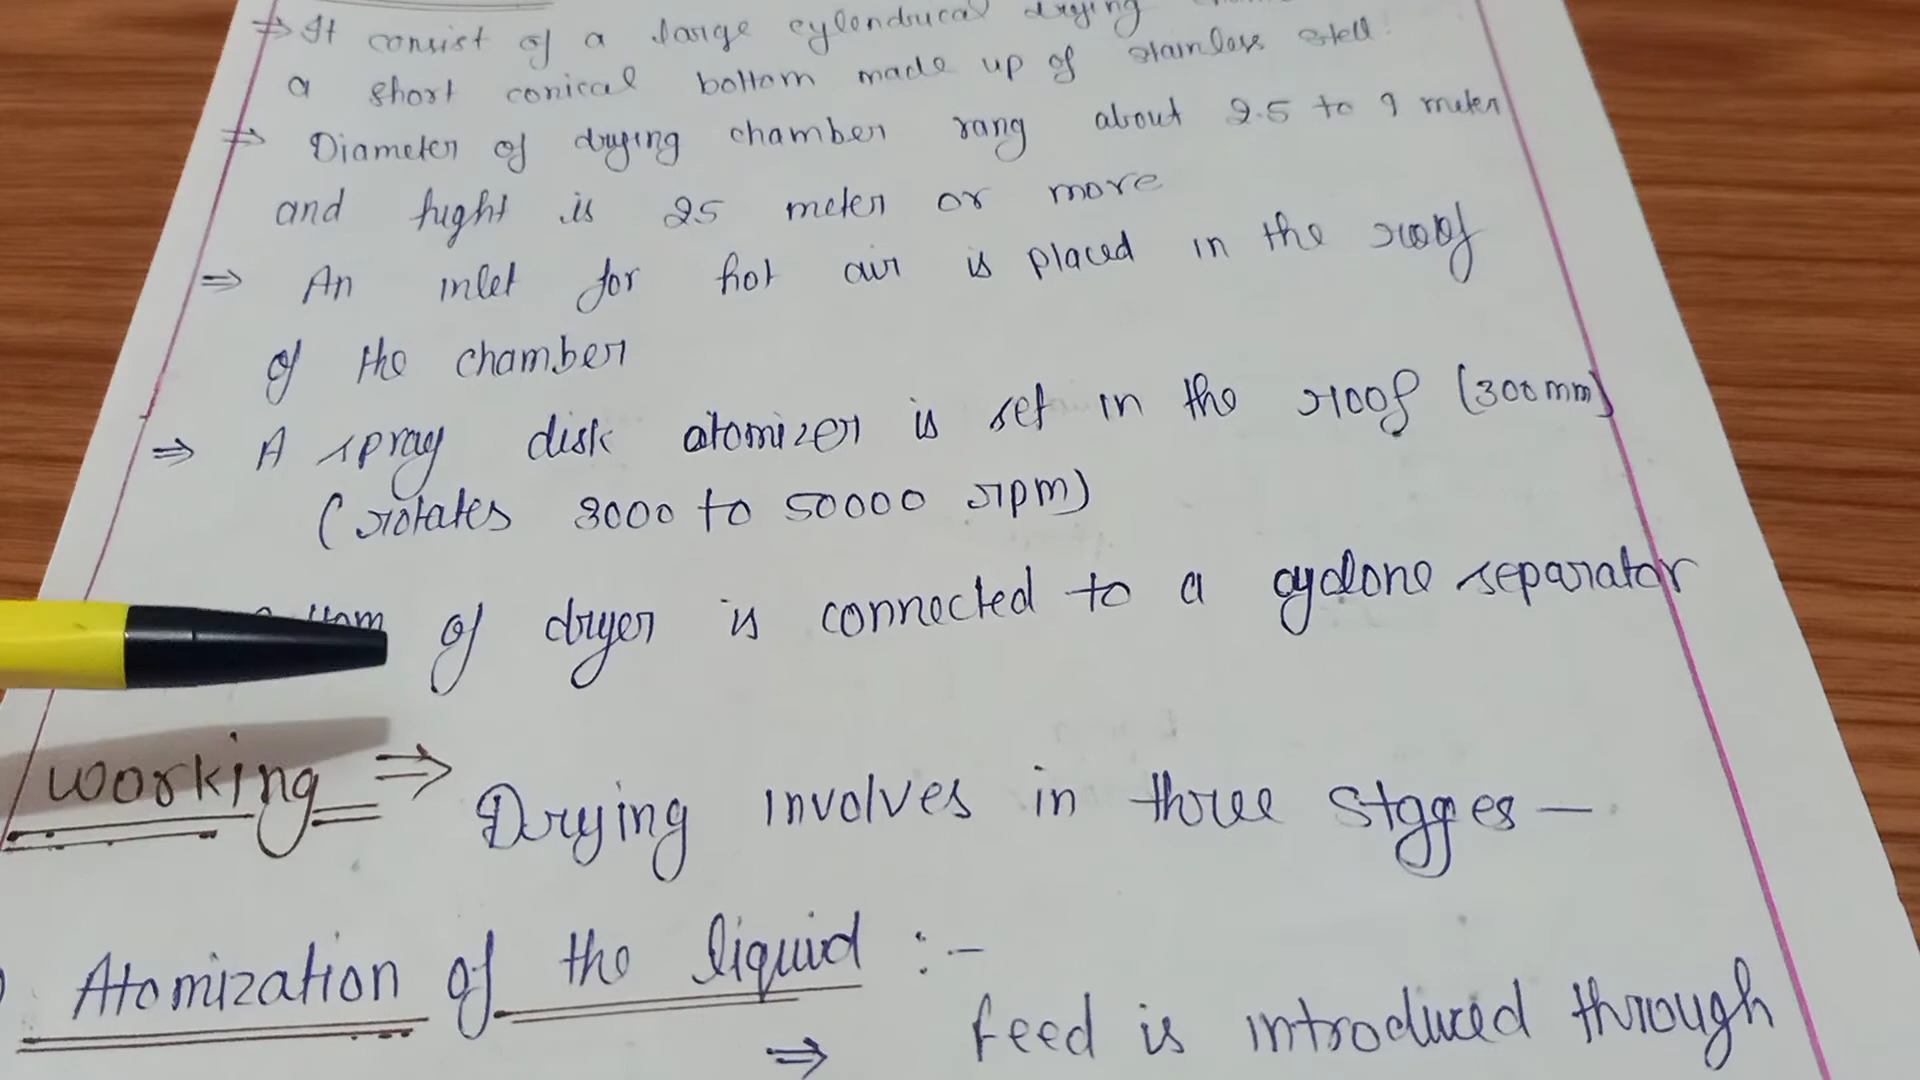 ⇒ It consist of a large cylendrical drying
a short conical bottom made up of stainless stell.
⇒ Diameter of drying chamber rang about 2.5 to 9 meter
and hight is 25 meter or more
⇒ An inlet for hot air is placed in the roof
of the chamber
⇒ A spray disk atomizer is set in the roof (300mm)
(rotates 3000 to 50000 rpm)
of dryer is connected to a cyclone separator
Working ⇒ Drying involves in three stages —
Atomization of the liquid :-
⇒ feed is introduced through